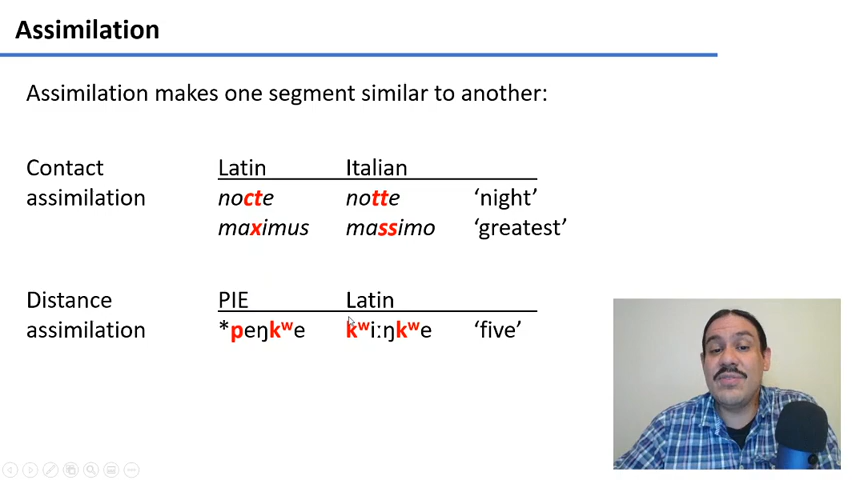 Assimilation
Assimilation makes one segment similar to another:
Contact assimilation
Latin Italian
nocte notte ‘night’
maximus massimo ‘greatest’
Distance assimilation
PIE Latin
*peŋkʷe kʷiːŋkʷe ‘five’